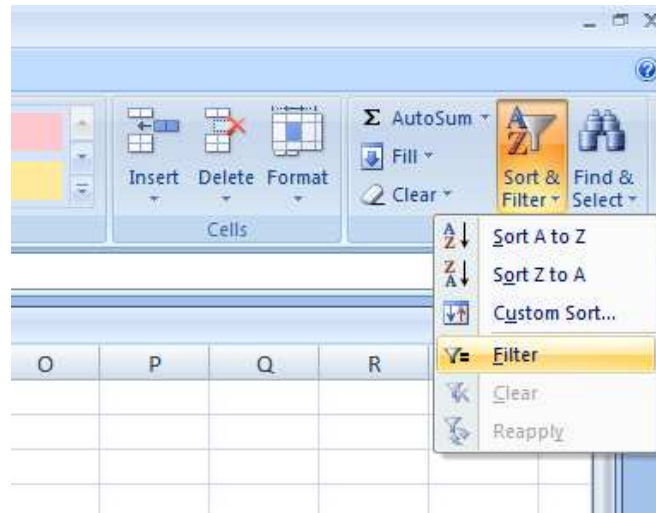 Σ AutoSum
Fill
Clear
Insert Delete Format
Cells
A
Z
Sort &
Filter
Find &
Select
A
Z
Sort A to Z
Z
A
Sort Z to A
Custom Sort...
Filter
Clear
Reapply
O P Q R